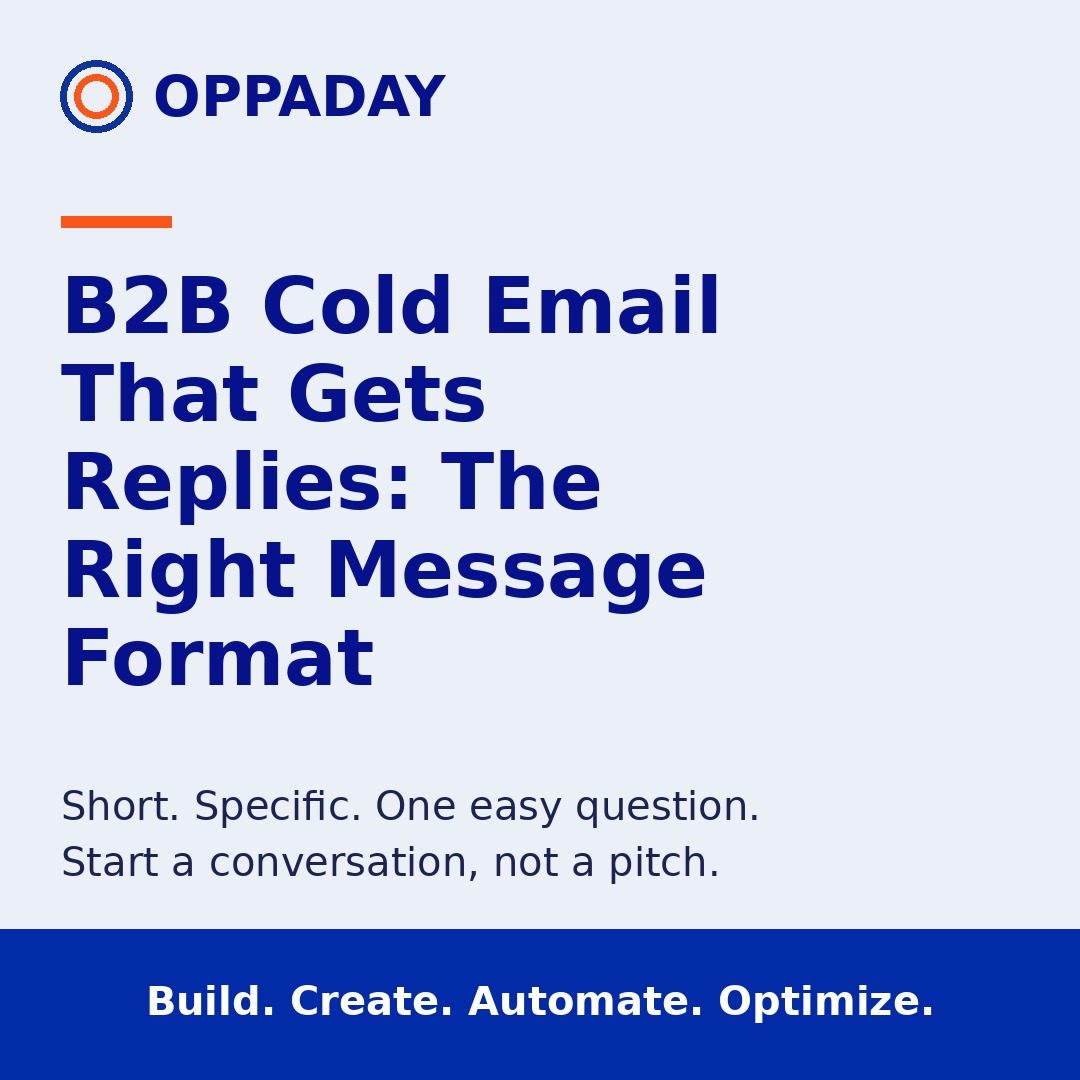 OPPADAY
B2B Cold Email
That Gets
Replies: The
Right Message
Format
Short. Specific. One easy question.
Start a conversation, not a pitch.
Build. Create. Automate. Optimize.